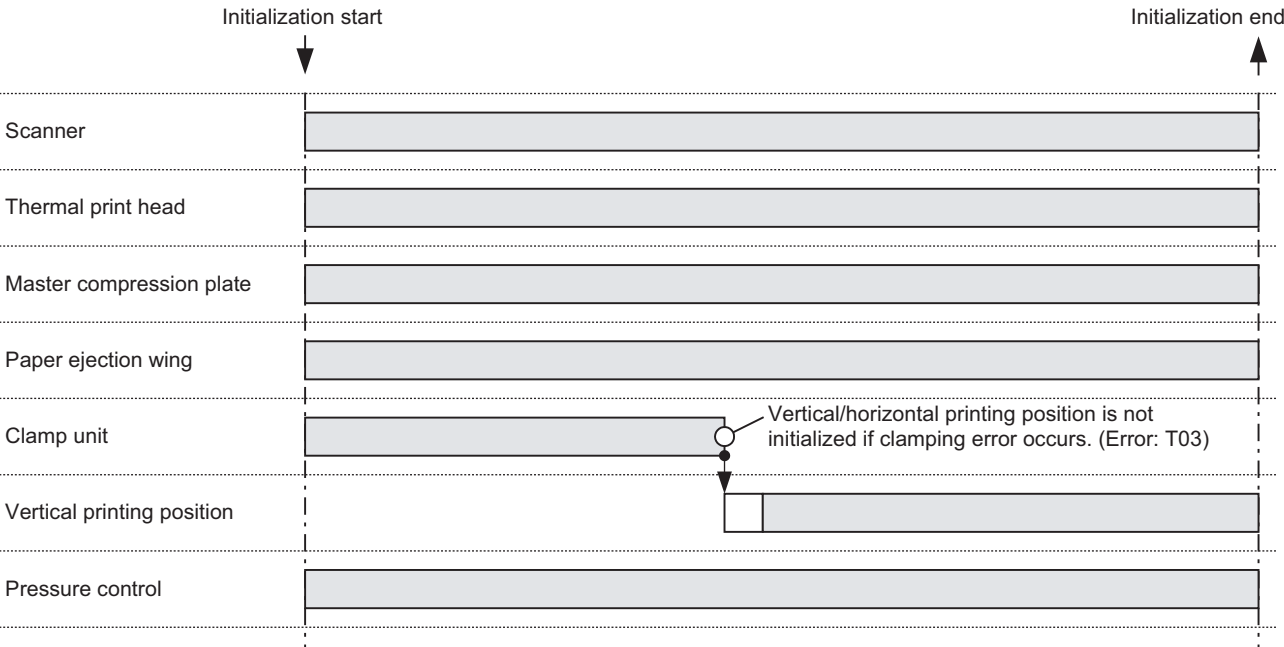 Initialization start
Initialization end
Scanner
Thermal print head
Master compression plate
Paper ejection wing
Clamp unit
Vertical/horizontal printing position is not
initialized if clamping error occurs. (Error: T03)
Vertical printing position
Pressure control